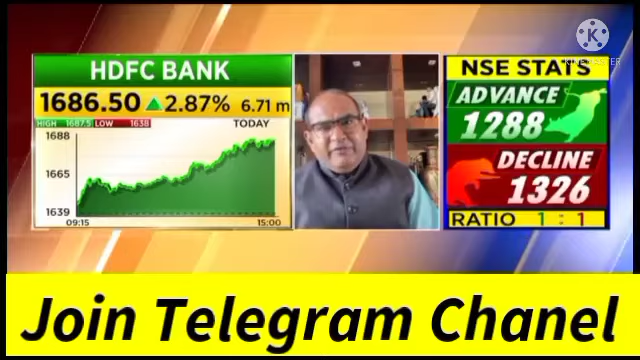 KINEMASTER
HDFC BANK
1686.50 ▲ 2.87% 6.71 m
HIGH 1687.5 LOW 1638
TODAY
1688
1665
1639
09:15 15:00
NSE STATS
ADVANCE
1288
DECLINE
1326
RATIO 1 : 1
Join Telegram Chanel